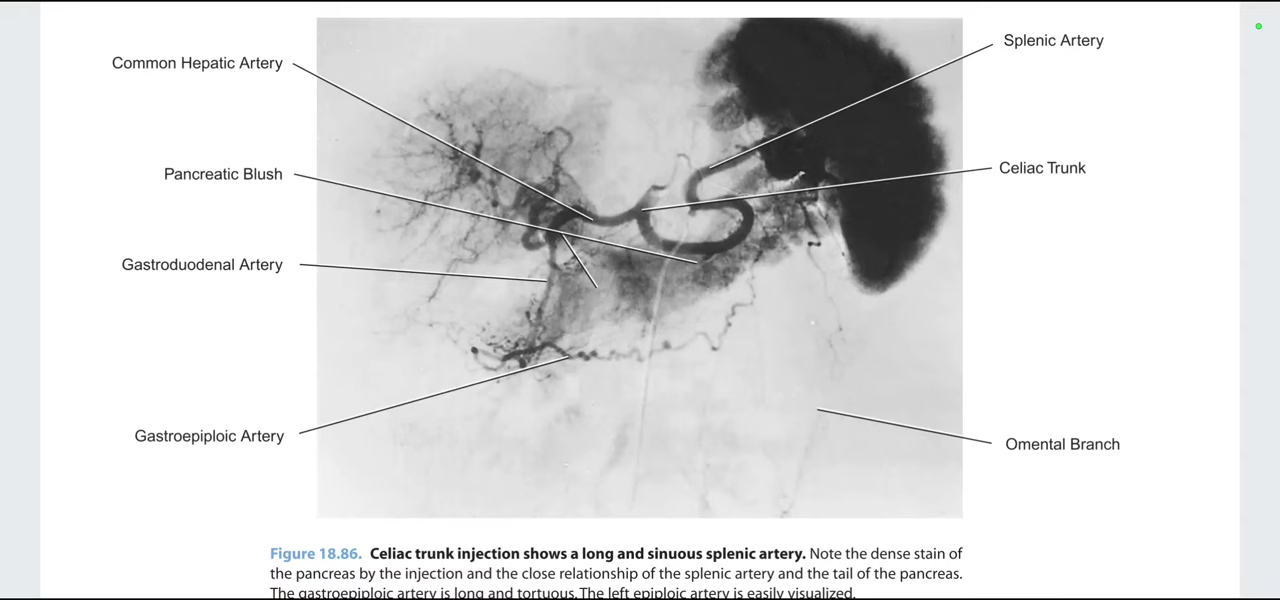 Common Hepatic Artery
Pancreatic Blush
Gastroduodenal Artery
Gastroepiploic Artery
Splenic Artery
Celiac Trunk
Omental Branch
Figure 18.86. Celiac trunk injection shows a long and sinuous splenic artery. Note the dense stain of
the pancreas by the injection and the close relationship of the splenic artery and the tail of the pancreas.
The gastroepiploic artery is long and tortuous. The left epiploic artery is easily visualized.